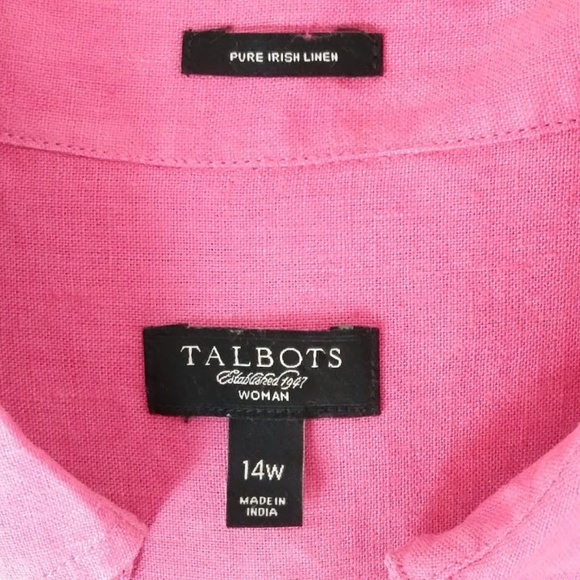 PURE IRISH LINEN
TALBOTS
Established 1947
WOMAN
14W
MADE IN
INDIA